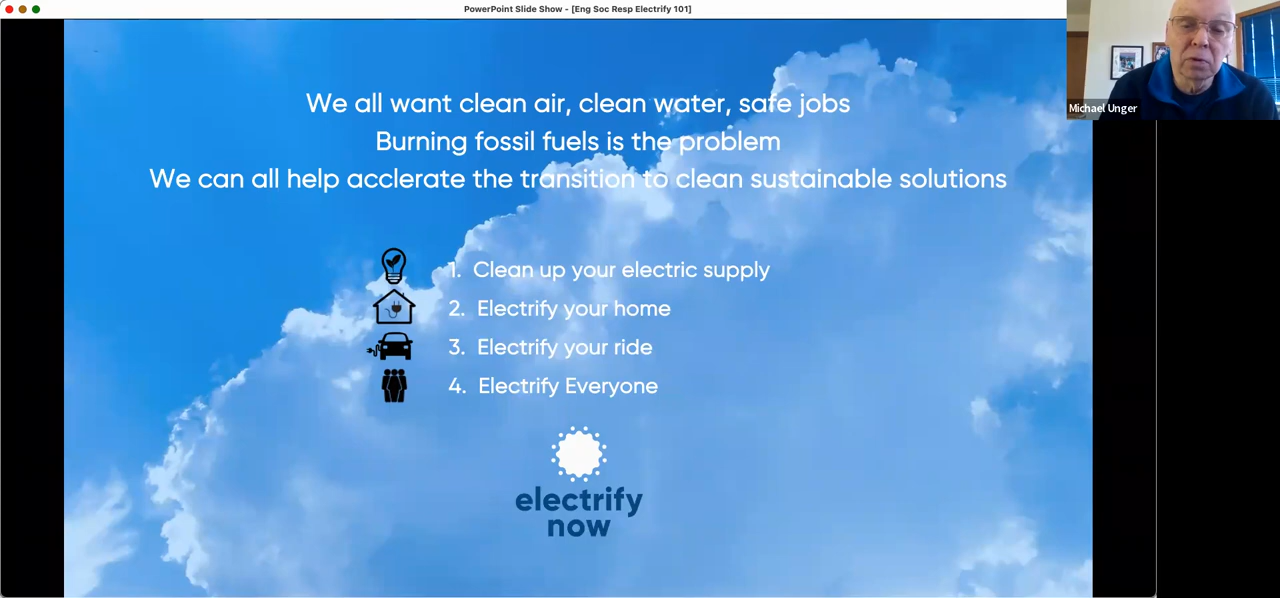 PowerPoint Slide Show - [Eng Soc Resp Electrify 101]
Michael Unger
We all want clean air, clean water, safe jobs
Burning fossil fuels is the problem
We can all help acclerate the transition to clean sustainable solutions
1. Clean up your electric supply
2. Electrify your home
3. Electrify your ride
4. Electrify Everyone
electrify
now